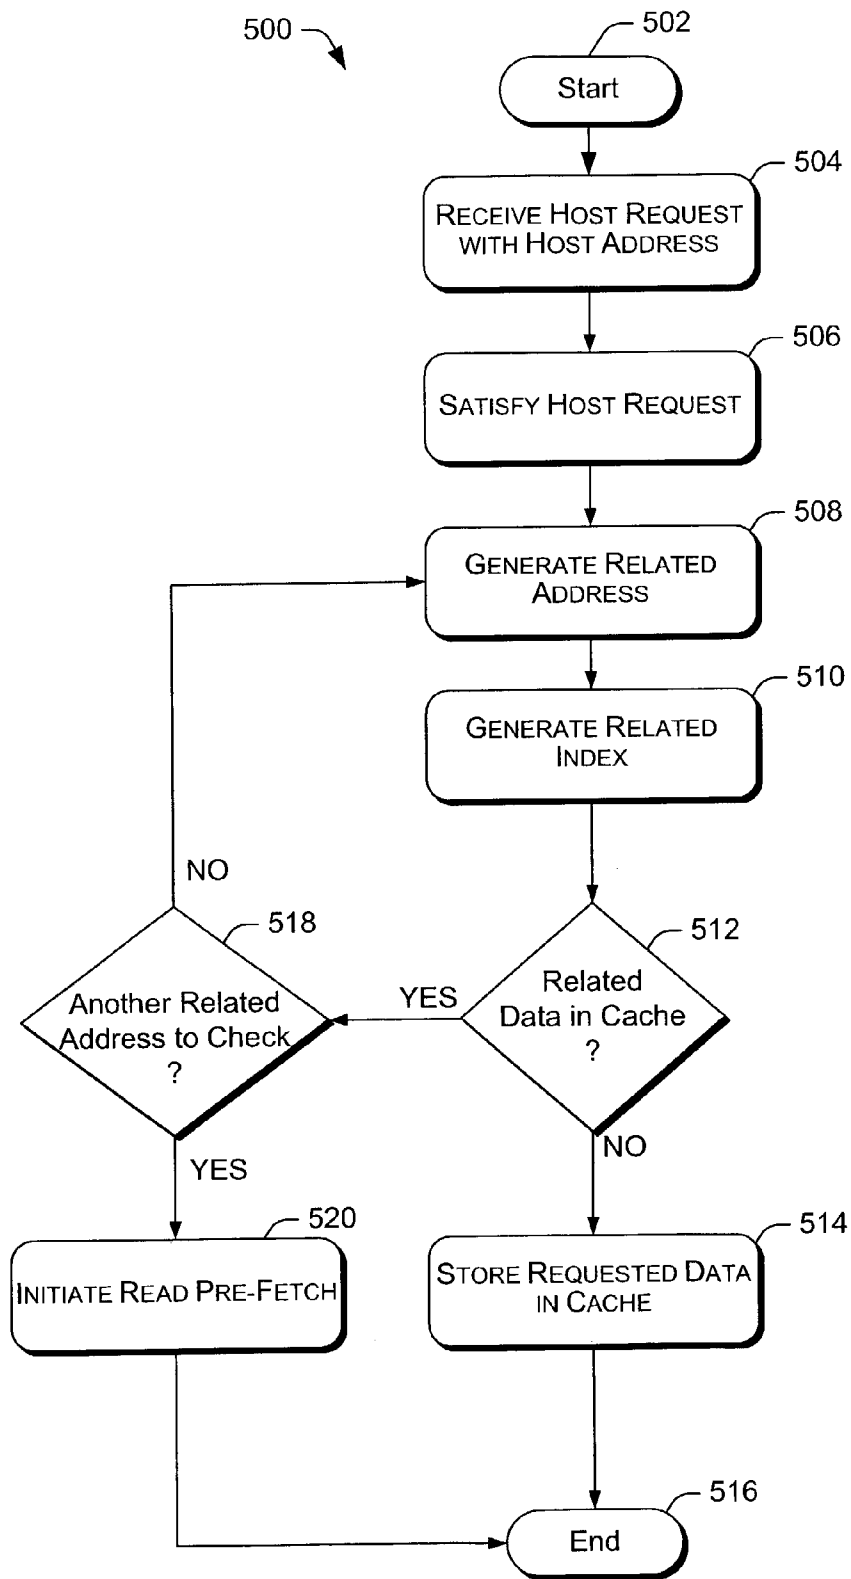 500
502
Start
504
RECEIVE HOST REQUEST
WITH HOST ADDRESS
506
SATISFY HOST REQUEST
508
GENERATE RELATED
ADDRESS
510
GENERATE RELATED
INDEX
NO
518
512
Another Related
Address to Check
?
YES
Related
Data in Cache
?
YES
NO
520
514
INITIATE READ PRE-FETCH
STORE REQUESTED DATA
IN CACHE
516
End